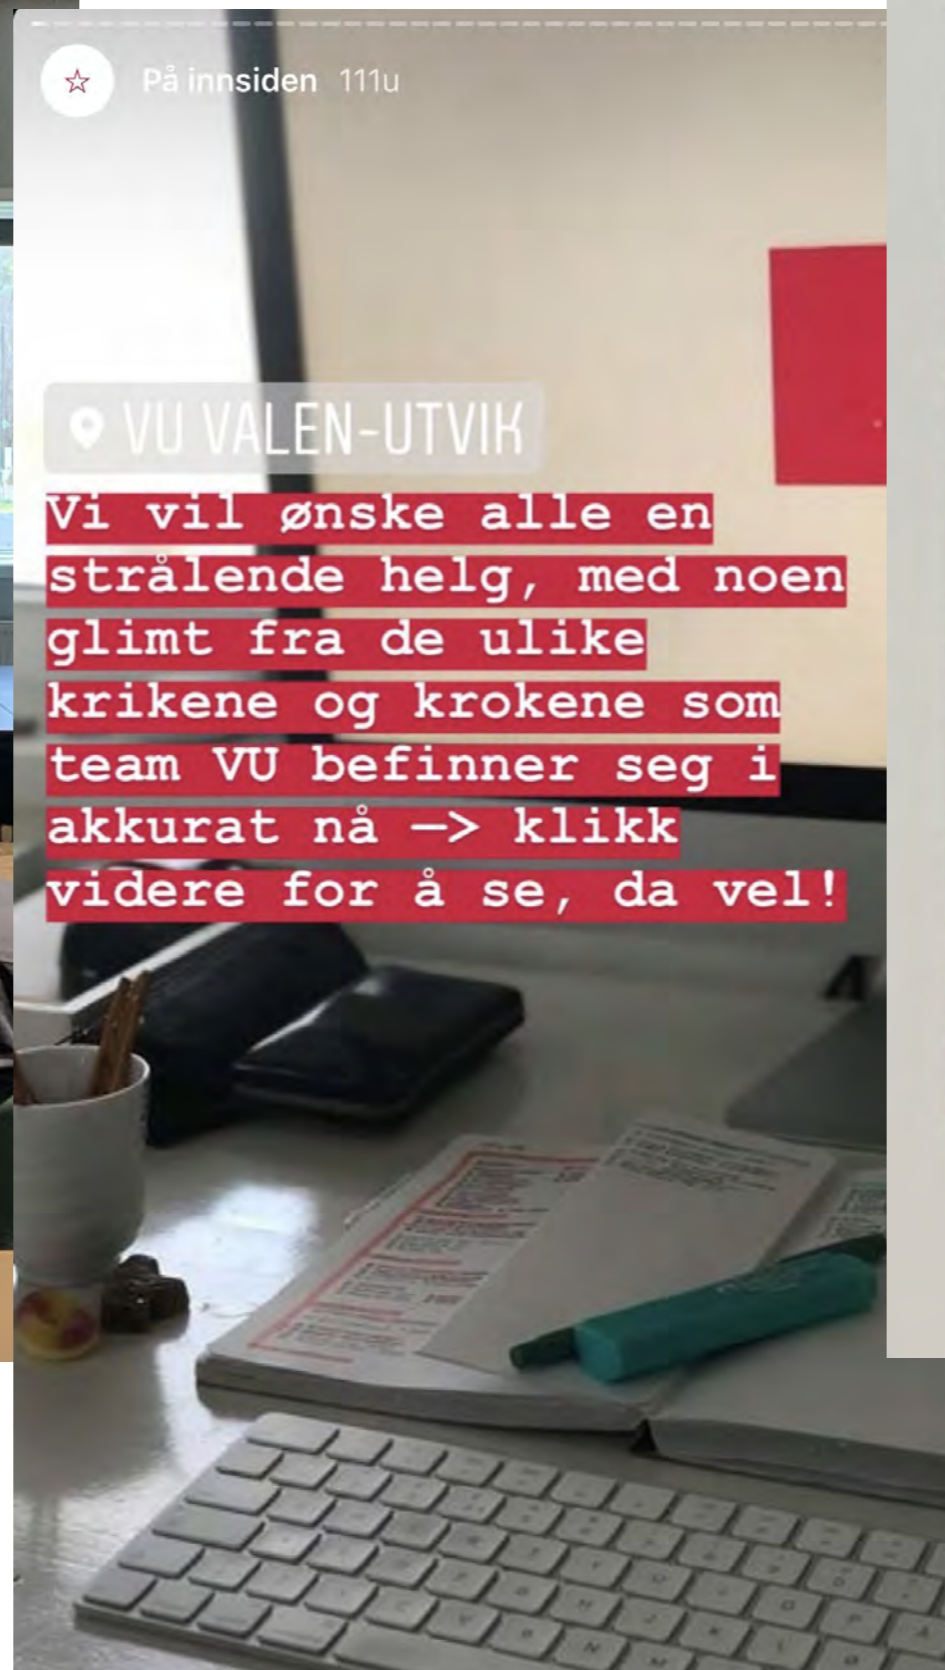 På innsiden 111u
VU VALEN-UTVIK
Vi vil ønske alle en
strålende helg, med noen
glimt fra de ulike
krikene og krokene som
team VU befinner seg i
akkurat nå —> klikk
videre for å se, da vel!